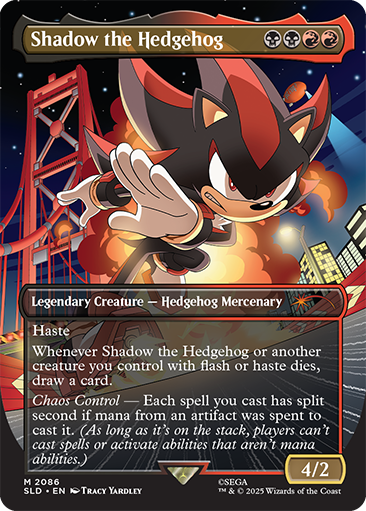 Shadow the Hedgehog
Legendary Creature — Hedgehog Mercenary
Haste
Whenever Shadow the Hedgehog or another
creature you control with flash or haste dies,
draw a card.
Chaos Control — Each spell you cast has split
second if mana from an artifact was spent to
cast it. (As long as it's on the stack, players can't
cast spells or activate abilities that aren't mana
abilities.)
4/2
M 2086
SLD • EN Tracy Yardley
©SEGA
™ & © 2025 Wizards of the Coast